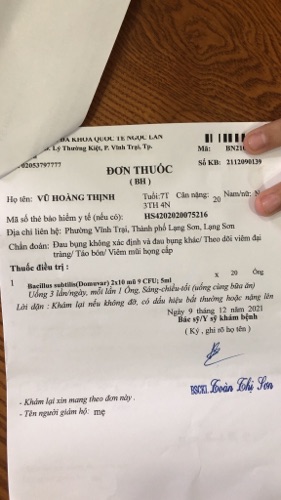 ĐA KHOA QUỐC TẾ NGỌC LAN
Lý Thường Kiệt, P. Vĩnh Trại, Tp.
02053797777
Mã: BN210
Số KB: 2112090139
ĐƠN THUỐC
( BH )
Họ tên: VŨ HOÀNG THỊNH Tuổi:7T 3TH 4N Cân nặng: 20 Nam/nữ:
Mã số thẻ bảo hiểm y tế (nếu có): HS4202020075216
Địa chỉ liên hệ: Phường Vĩnh Trại, Thành phố Lạng Sơn, Lạng Sơn
Chẩn đoán: Đau bụng không xác định và đau bụng khác/ Theo dõi viêm đại
tràng/ Táo bón/ Viêm mũi họng cấp
Thuốc điều trị :
1 Bacillus subtilis(Domuvar) 2x10 mũ 9 CFU; 5ml x 20 Ống
Uống 3 lần/ngày, mỗi lần 1 Ống. Sáng-chiều-tối (uống cùng bữa ăn)
Lời dặn : Khám lại nếu không đỡ, có dấu hiệu bất thường hoặc nặng lên
Ngày 9 tháng 12 năm 2021
Bác sỹ/Y sỹ khám bệnh
( Ký , ghi rõ họ tên )
BSCKI. Toàn Thị Sơn
- Khám lại xin mang theo đơn này .
- Tên người giám hộ: mẹ